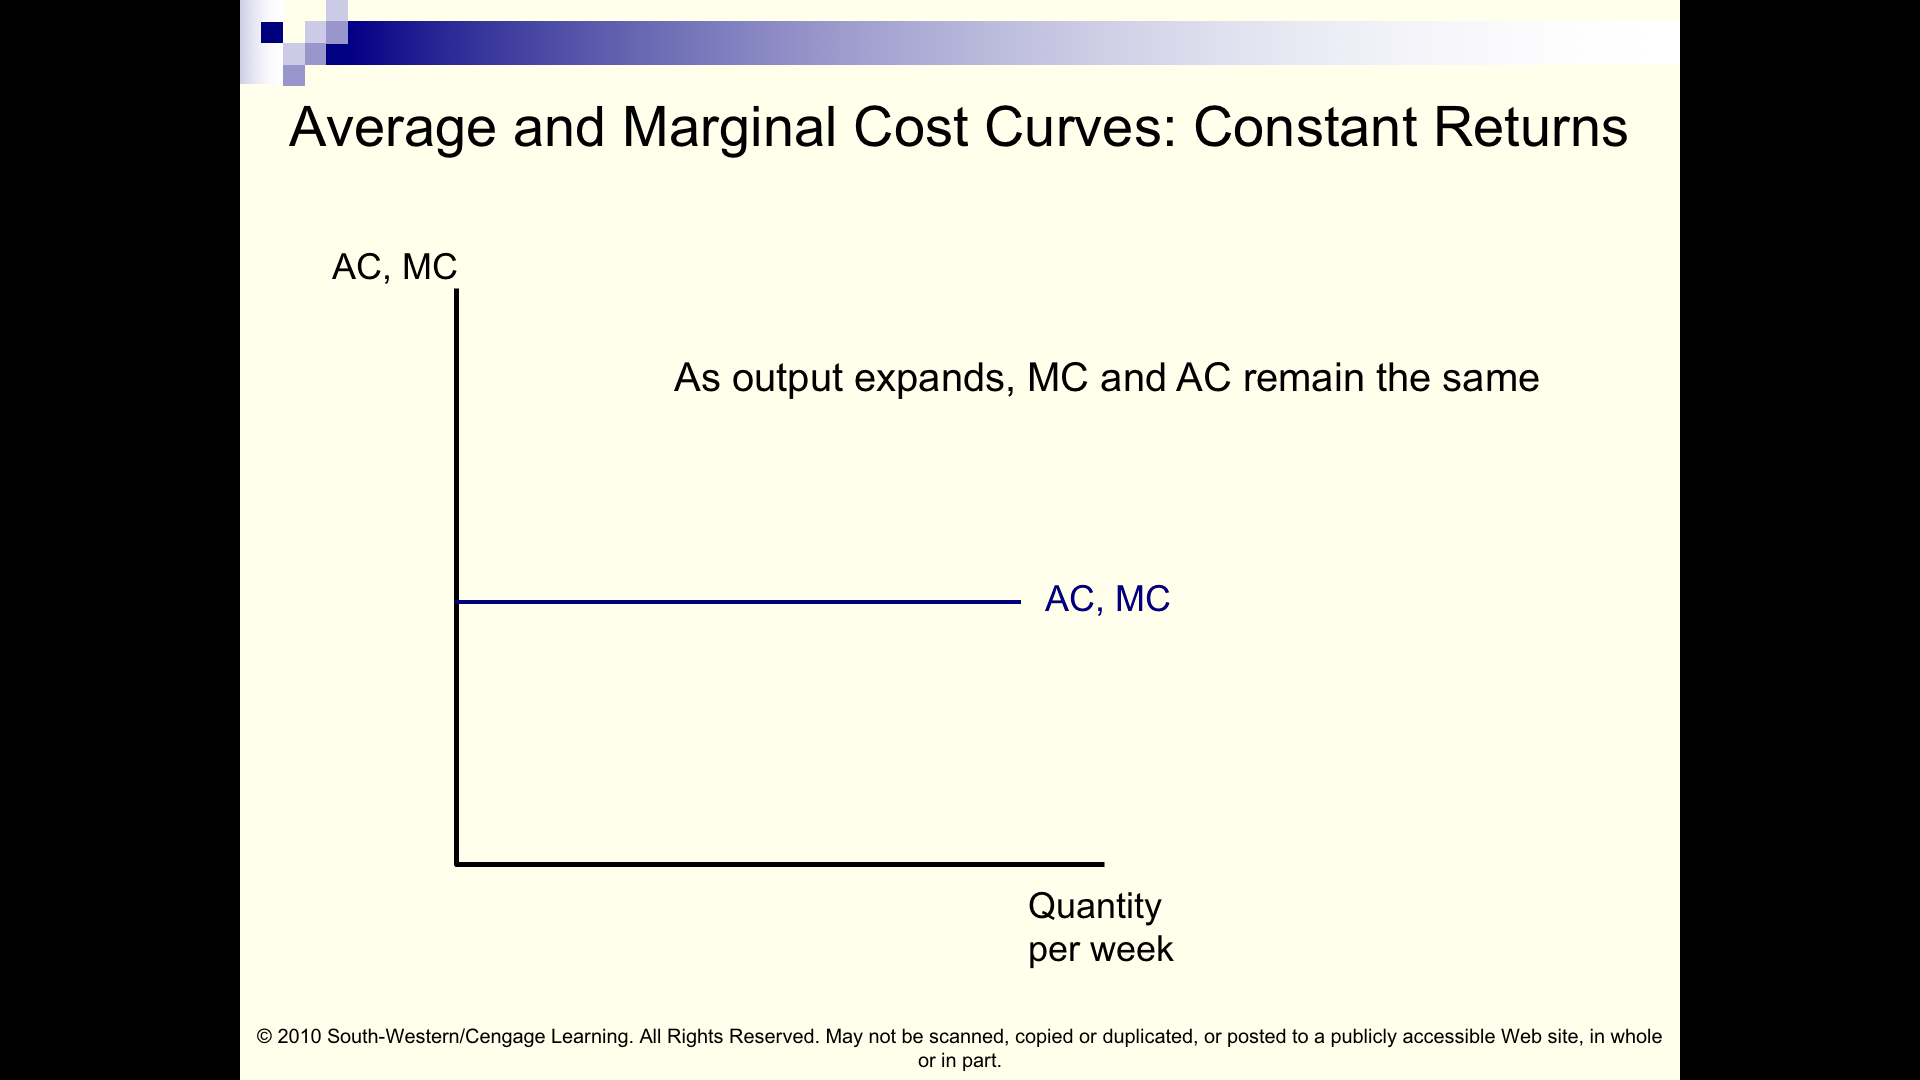 Average and Marginal Cost Curves: Constant Returns
AC, MC
As output expands, MC and AC remain the same
AC, MC
Quantity
per week
© 2010 South-Western/Cengage Learning. All Rights Reserved. May not be scanned, copied or duplicated, or posted to a publicly accessible Web site, in whole
or in part.